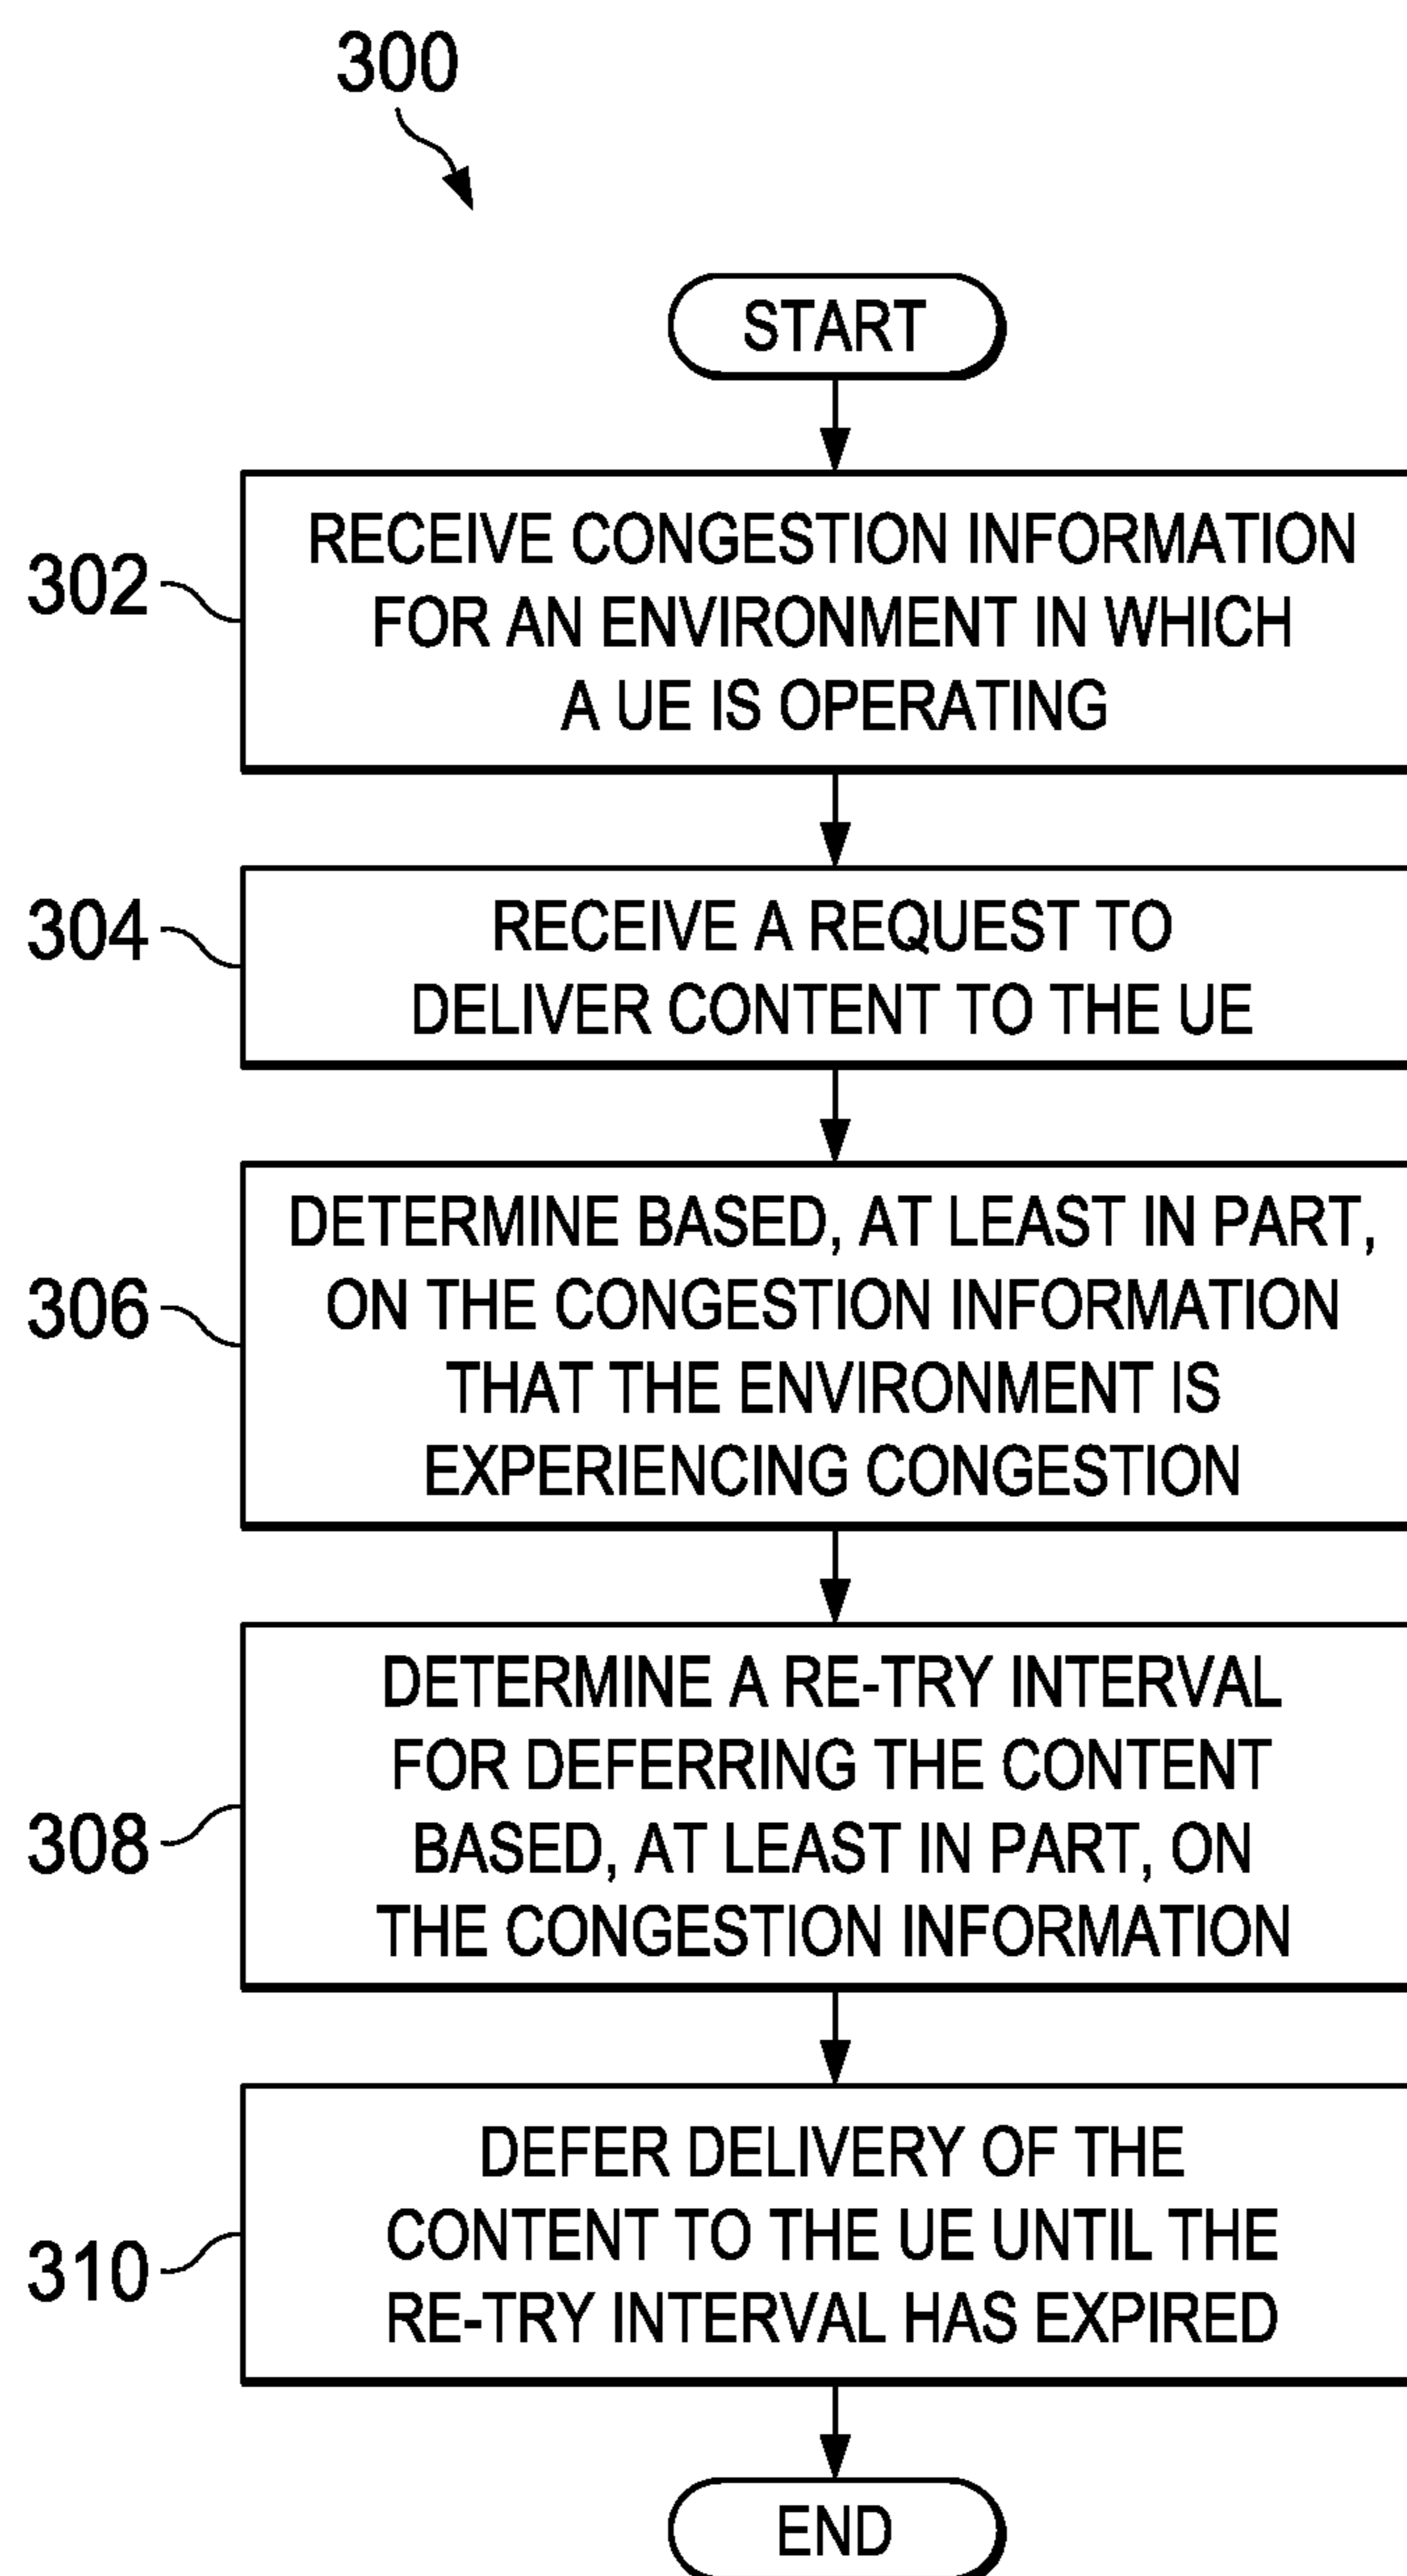 300
START
302
RECEIVE CONGESTION INFORMATION
FOR AN ENVIRONMENT IN WHICH
A UE IS OPERATING
304
RECEIVE A REQUEST TO
DELIVER CONTENT TO THE UE
306
DETERMINE BASED, AT LEAST IN PART,
ON THE CONGESTION INFORMATION
THAT THE ENVIRONMENT IS
EXPERIENCING CONGESTION
308
DETERMINE A RE-TRY INTERVAL
FOR DEFERRING THE CONTENT
BASED, AT LEAST IN PART, ON
THE CONGESTION INFORMATION
310
DEFER DELIVERY OF THE
CONTENT TO THE UE UNTIL THE
RE-TRY INTERVAL HAS EXPIRED
END